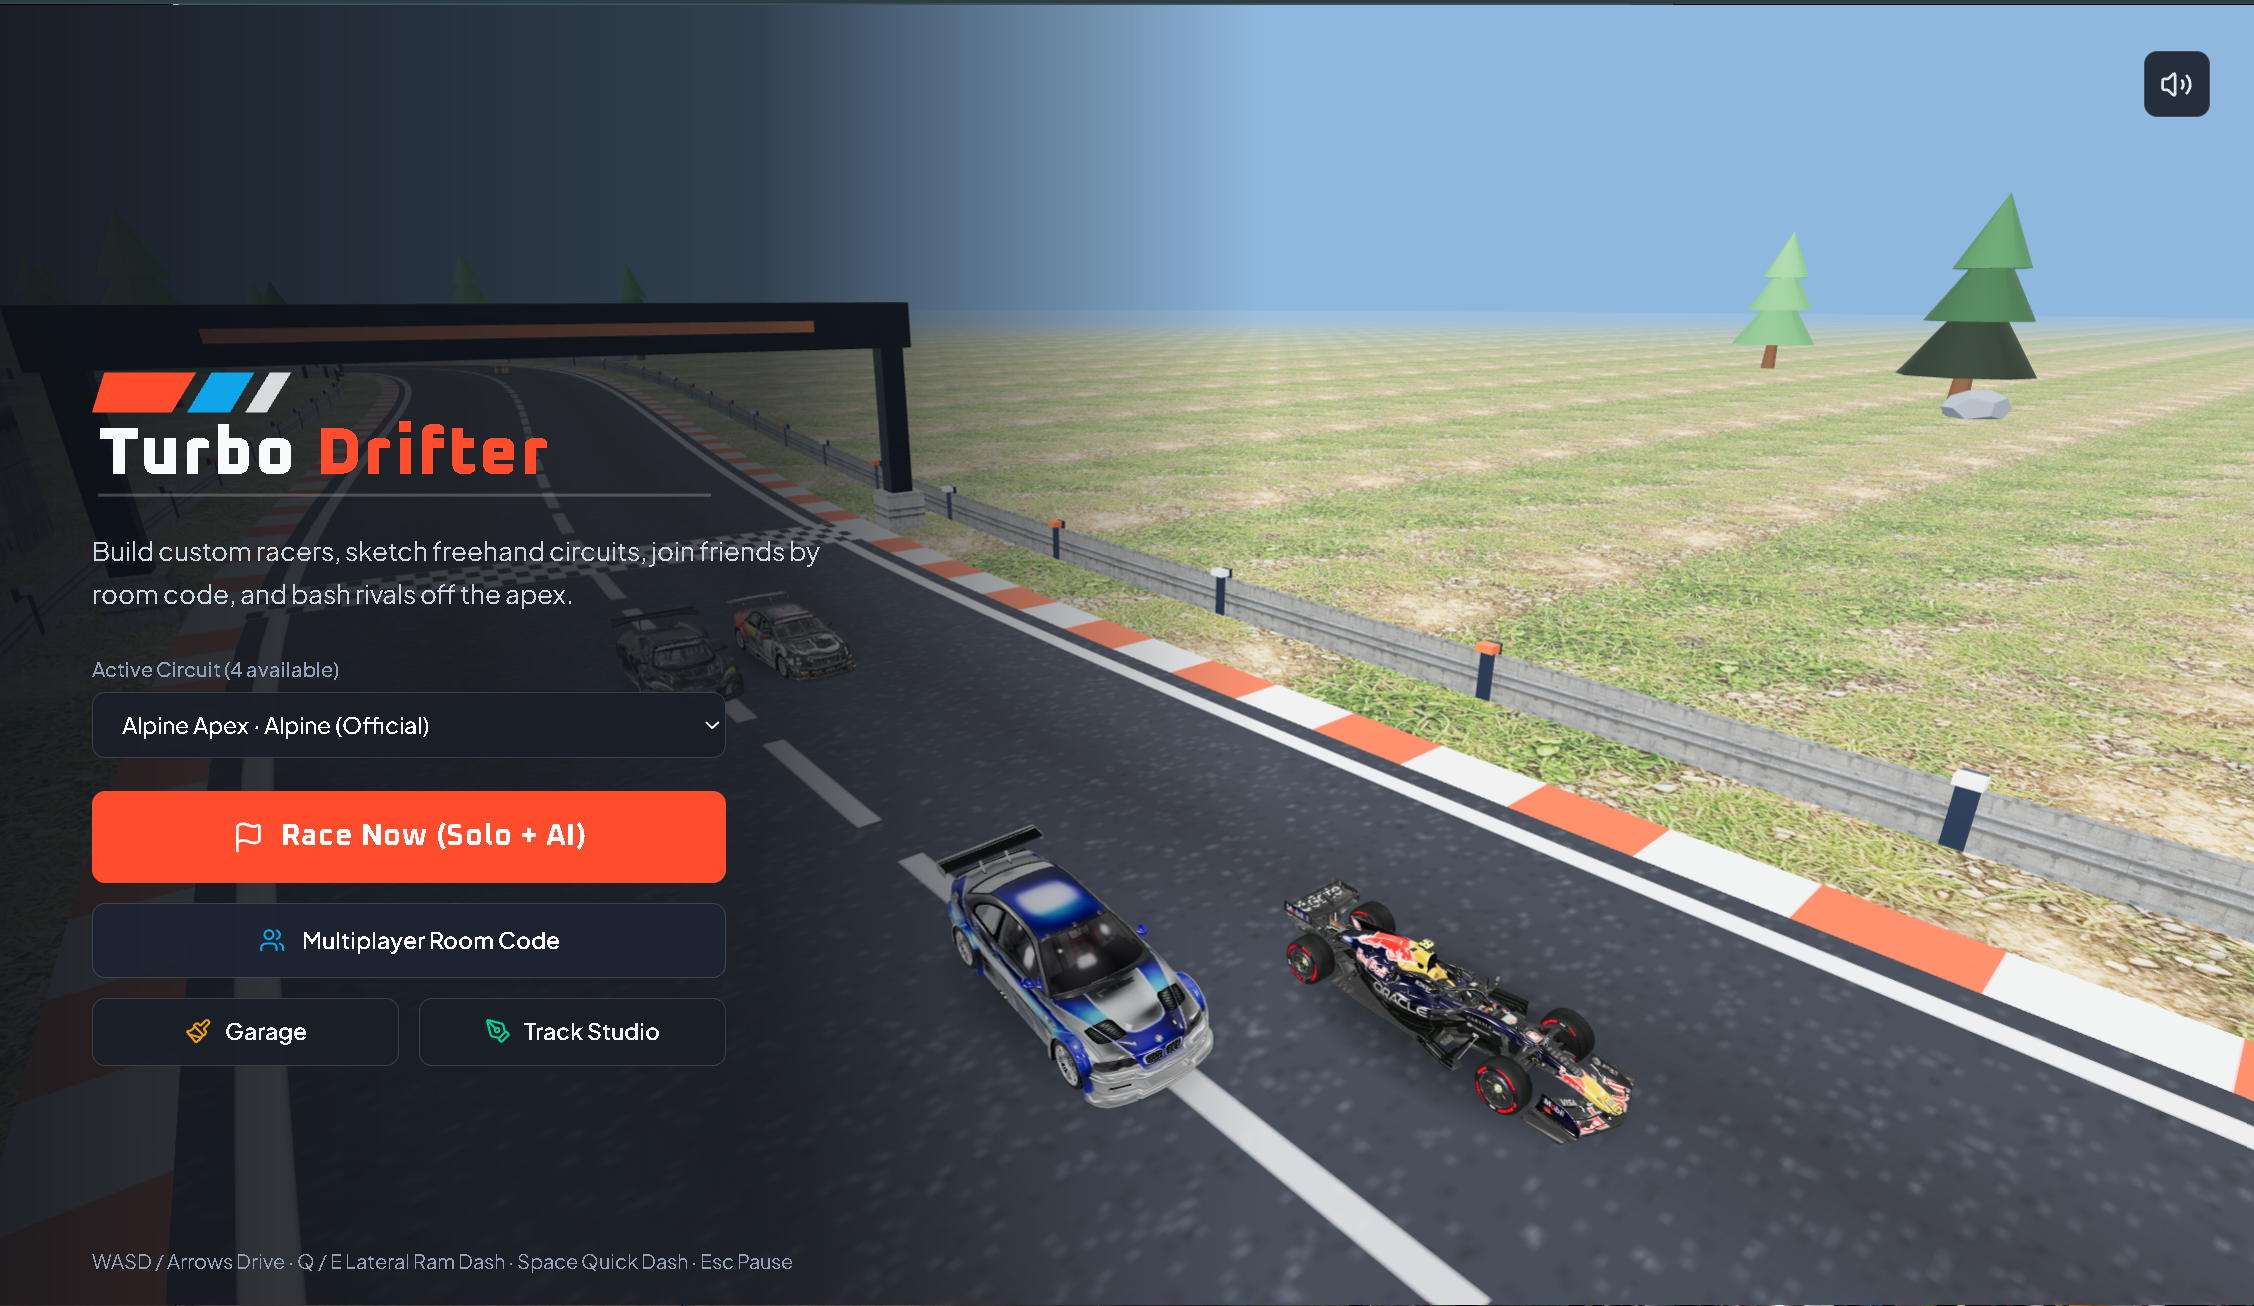 Turbo Drifter
Build custom racers, sketch freehand circuits, join friends by
room code, and bash rivals off the apex.
Active Circuit (4 available)
Alpine Apex · Alpine (Official)
Race Now (Solo + AI)
Multiplayer Room Code
Garage
Track Studio
ORACLE
WASD / Arrows Drive · Q / E Lateral Ram Dash · Space Quick Dash · Esc Pause